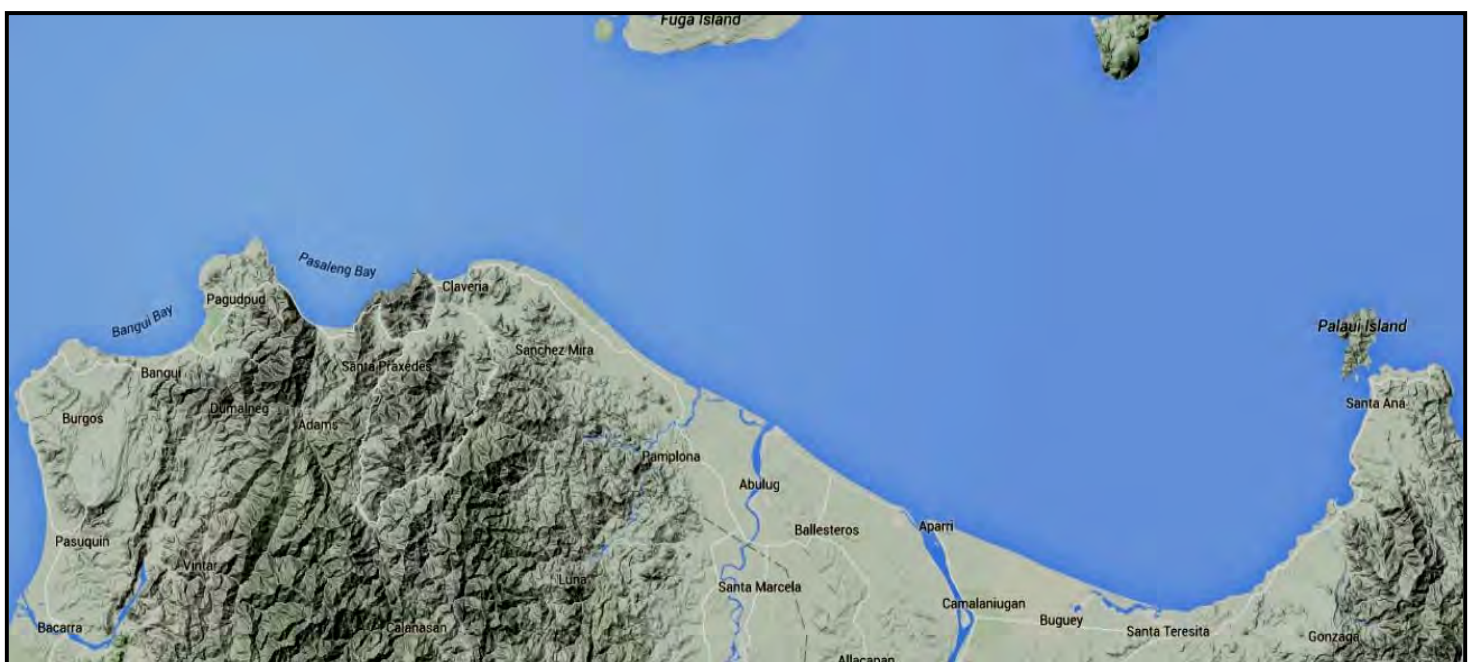 Fuga Island
Pasaleng Bay
Claveria
Pagudpud
Bangui Bay
Palaui Island
Sanchez Mira
Santa Praxedes
Bangui
Santa Ana
Dumalneg
Burgos
Adams
Pamplona
Abulug
Aparri
Ballesteros
Pasuquin
Vintar
Luna
Santa Marcela
Camalaniugan
Buguey
Bacarra
Calanasan
Santa Teresita
Gonzaga
Allacapan